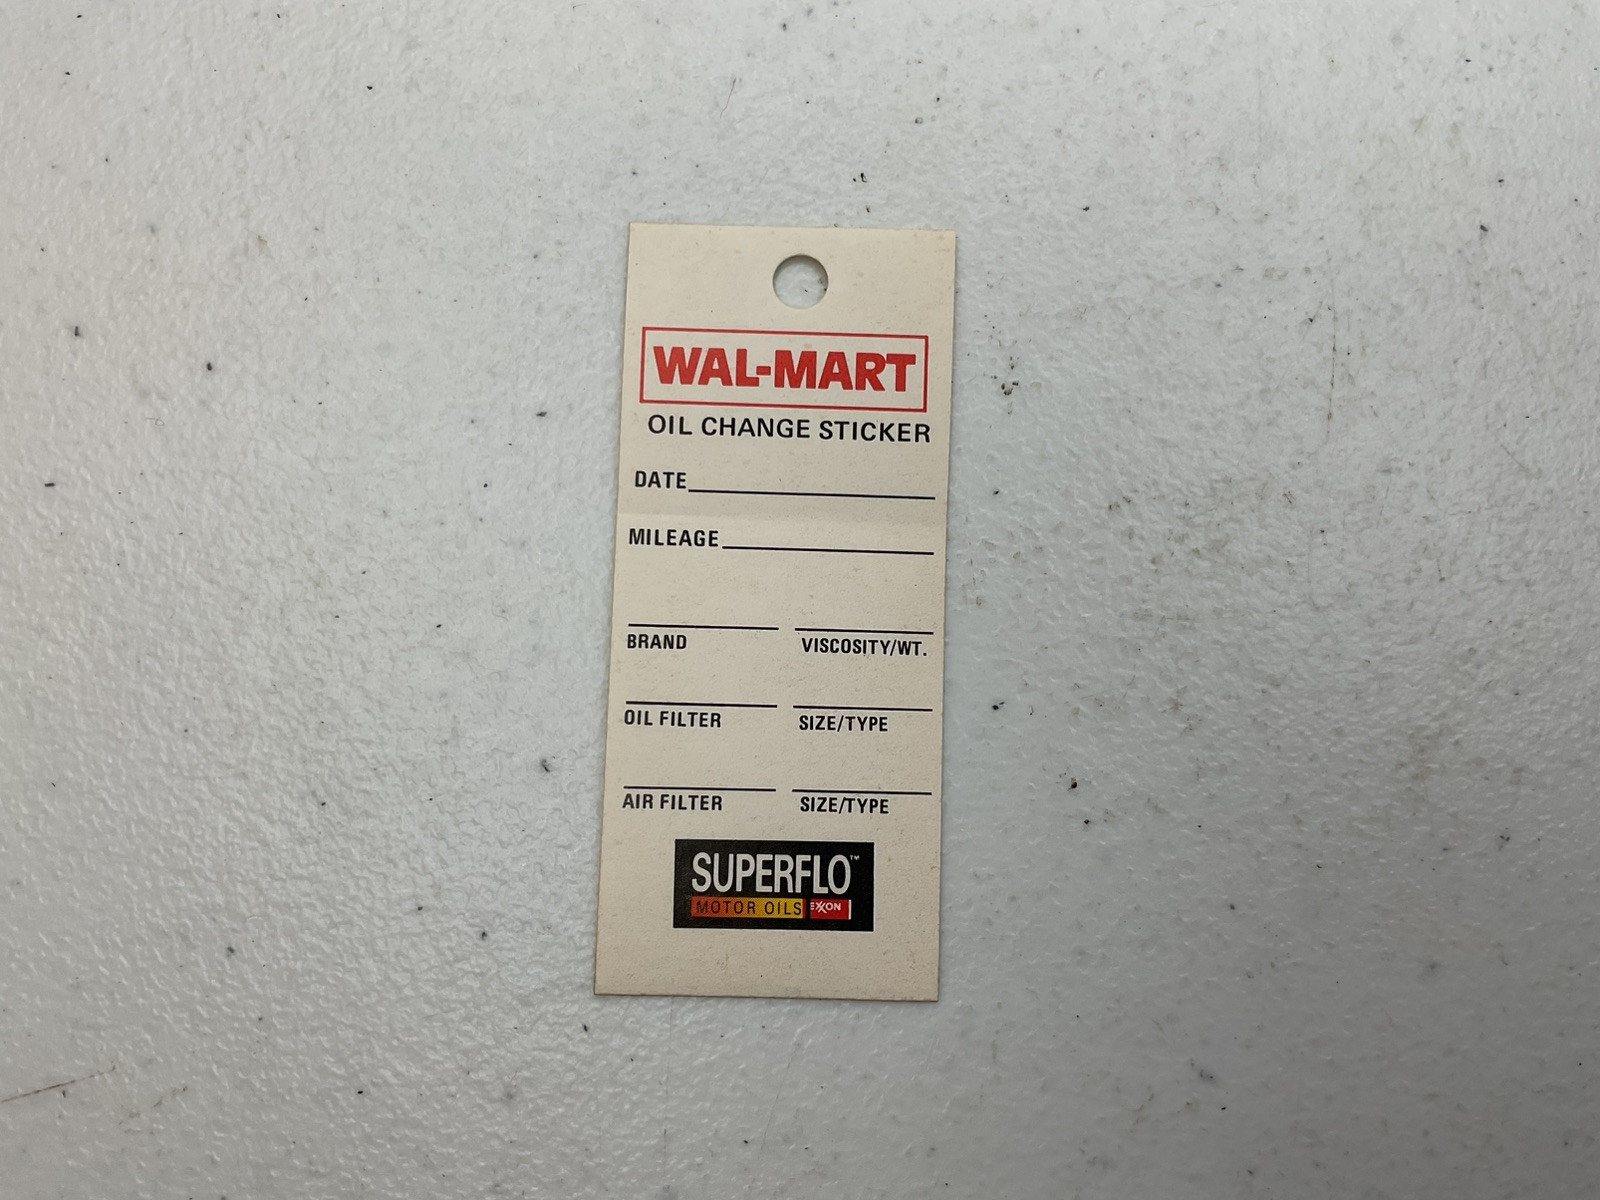 WAL-MART
OIL CHANGE STICKER
DATE
MILEAGE
BRAND VISCOSITY/WT.
OIL FILTER SIZE/TYPE
AIR FILTER SIZE/TYPE
SUPERFLO™
MOTOR OILS EXXON